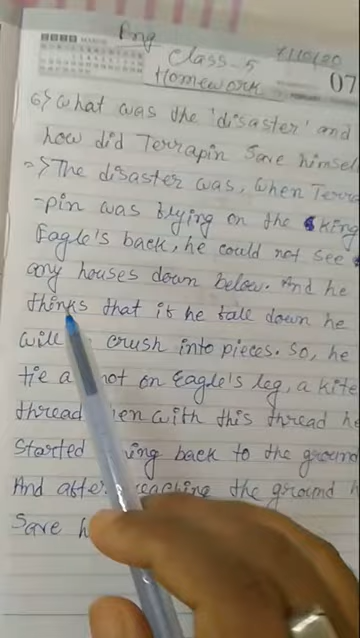 Eng
Class-5
Homework
07
6) What was the 'disaster' and
how did Terrapin Save himsel
=> The disaster was, When Terra
-pin was flying on the king
Eagle's back, he could not see
any houses down below. And he
thinks that if he fall down he
will crush into pieces. So, he
tie a not on Eagle's leg, a kite
thread en with this thread he
Started ing back to the ground
And after reaching the ground h
Save h